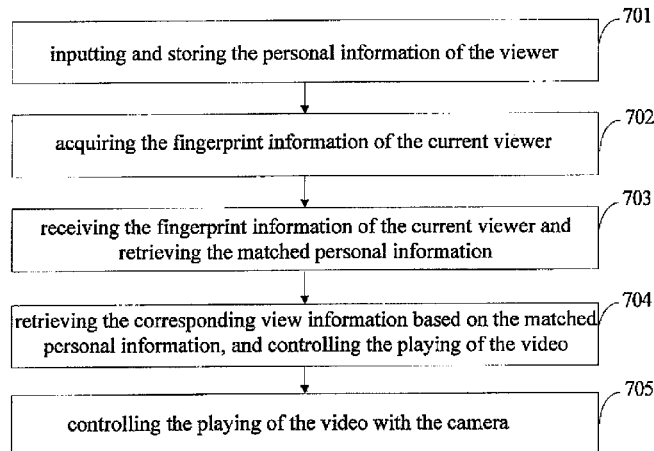 701
inputting and storing the personal information of the viewer
702
acquiring the fingerprint information of the current viewer
703
receiving the fingerprint information of the current viewer and
retrieving the matched personal information
704
retrieving the corresponding view information based on the matched
personal information, and controlling the playing of the video
705
controlling the playing of the video with the camera